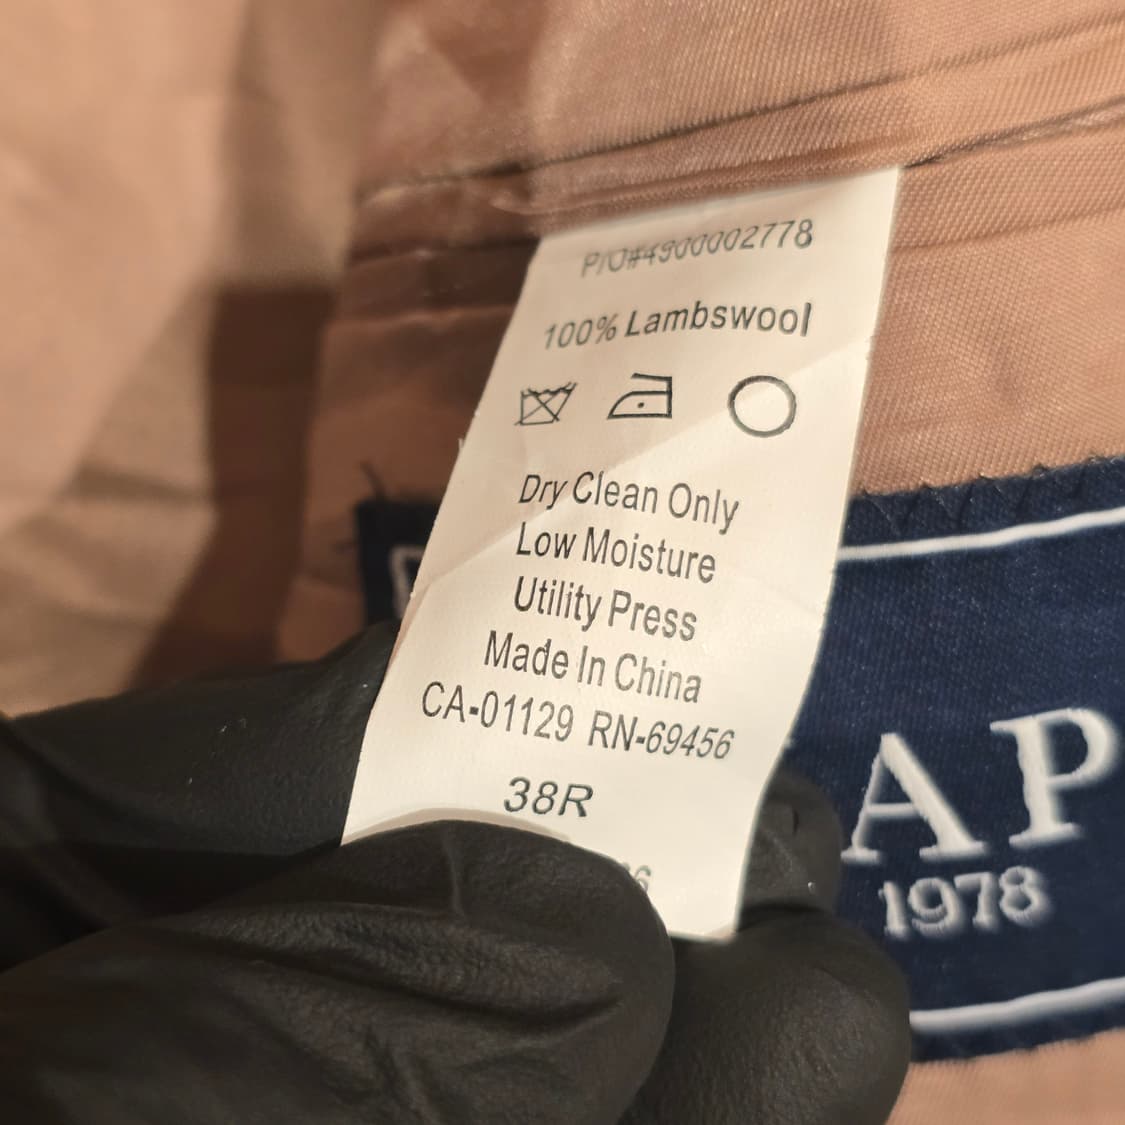 P/O#4900002778
100% Lambswool
Dry Clean Only
Low Moisture
Utility Press
Made In China
CA-01129 RN-69456
38R
6
AP
1978